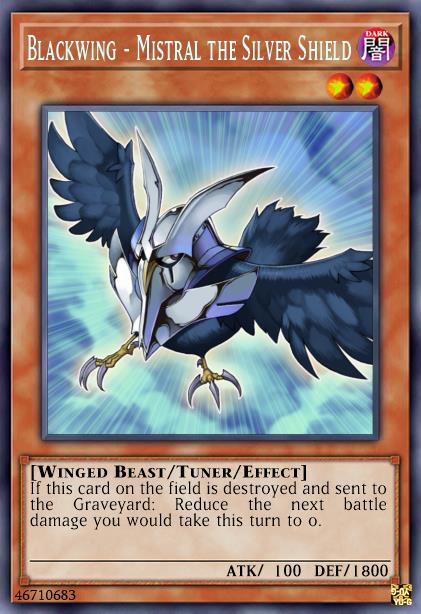 BLACKWING - MISTRAL THE SILVER SHIELD
DARK
闇
[WINGED BEAST/TUNER/EFFECT]
If this card on the field is destroyed and sent to
the Graveyard: Reduce the next battle
damage you would take this turn to 0.
ATK/ 100 DEF/1800
46710683